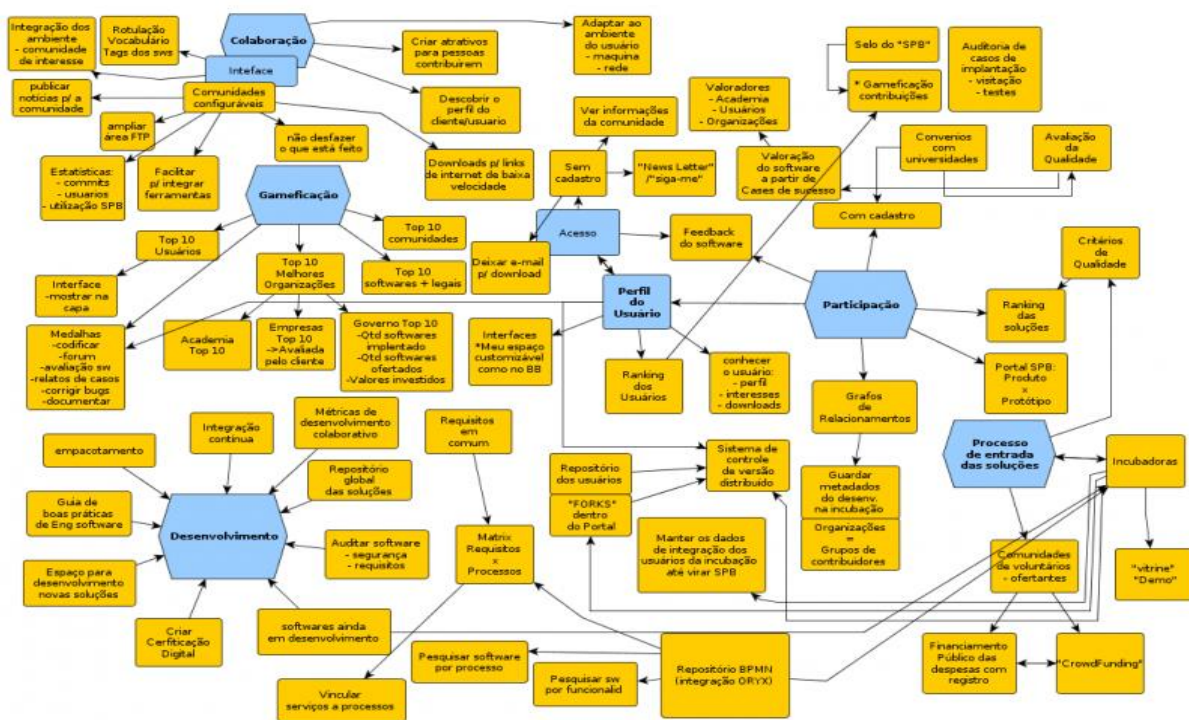 Integração dos
ambiente
- comunidade
de interesse
Rotulação
Vocabulário
Tags dos sws
Colaboração
Inteface
Criar atrativos
para pessoas
contribuirem
Adaptar ao
ambiente
do usuário
- maquina
- rede
Selo do "SPB"
Auditoria de
casos de
implantação
- visitação
- testes
* Gameficação
contribuições
publicar
notícias p/ a
comunidade
Comunidades
configuráveis
Descobrir o
perfil do
cliente/usuario
Ver informações
da comunidade
Valoradores
- Academia
- Usuários
- Organizações
ampliar
área FTP
não desfazer
o que está feito
Convenios
com
universidades
Avaliação
da
Qualidade
Estatísticas:
- commits
- usuarios
- utilização SPB
Facilitar
p/ integrar
ferramentas
Downloads p/ links
de internet de baixa
velocidade
Sem
cadastro
"News Letter"
/"siga-me"
Valoração
do software
a partir de
Cases de sucesso
Gameficação
Com cadastro
Top 10
Usuários
Top 10
comunidades
Acesso
Feedback
do software
Critérios
de
Qualidade
Top 10
Melhores
Organizações
Top 10
softwares + legais
Deixar e-mail
p/ download
Interface
-mostrar na
capa
Perfil
do
Usuário
Participação
Ranking
das
soluções
Medalhas
-codificar
-forum
-avaliação sw
-relatos de casos
-corrigir bugs
-documentar
Academia
Top 10
Empresas
Top 10
->Avaliada
pelo cliente
Governo Top 10
-Qtd softwares
implentado
-Qtd softwares
ofertados
-Valores investidos
Interfaces
*Meu espaço
customizável
como no BB
Ranking
dos
Usuários
conhecer
o usuário:
- perfil
- interesses
- downloads
Portal SPB:
Produto
x
Protótipo
Grafos
de
Relacionamentos
Métricas de
desenvolvimento
colaborativo
Integração
continua
Requisitos
em
comum
empacotamento
Repositório
global
das soluções
Repositório
dos usuários
Sistema de
controle
de versão
distribuído
Processo
de entrada
das soluções
Incubadoras
Guardar
metadados
do desenv.
na incubação
Guia de
boas práticas
de Eng software
"FORKS"
dentro
do Portal
Organizações
=
Grupos de
contribuidores
Desenvolvimento
Auditar software
- segurança
- requisitos
Matrix
Requisitos
x
Processos
Manter os dados
de integração dos
usuários da incubação
até virar SPB
Comunidades
de voluntários
- ofertantes
"vitrine"
"Demo"
Espaço para
desenvolvimento
novas soluções
Criar
Cerfiticação
Digital
softwares ainda
em desenvolvimento
Pesquisar software
por processo
Repositório BPMN
(integração ORYX)
Financiamento
Público das
despesas com
registro
"CrowdFunding"
Pesquisar sw
por funcionalid
Vincular
serviços a processos